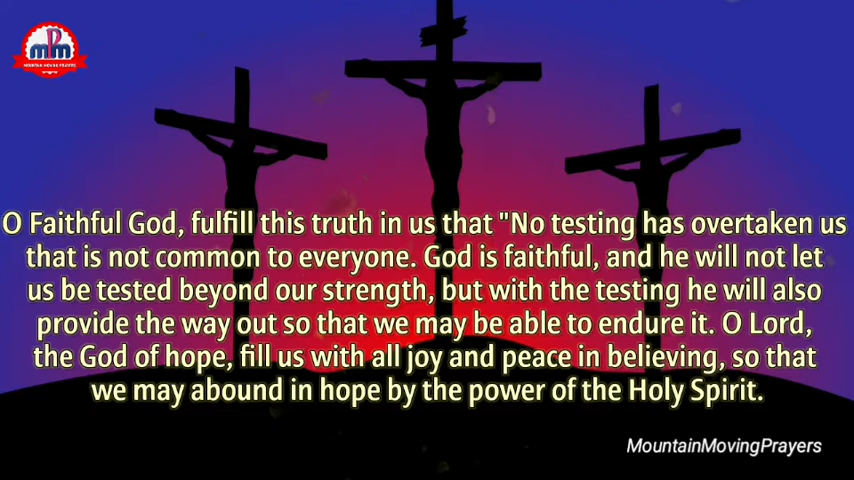 mPm
MOUNTAIN MOVING PRAYERS
O Faithful God, fulfill this truth in us that "No testing has overtaken us
that is not common to everyone. God is faithful, and he will not let
us be tested beyond our strength, but with the testing he will also
provide the way out so that we may be able to endure it. O Lord,
the God of hope, fill us with all joy and peace in believing, so that
we may abound in hope by the power of the Holy Spirit.
MountainMovingPrayers